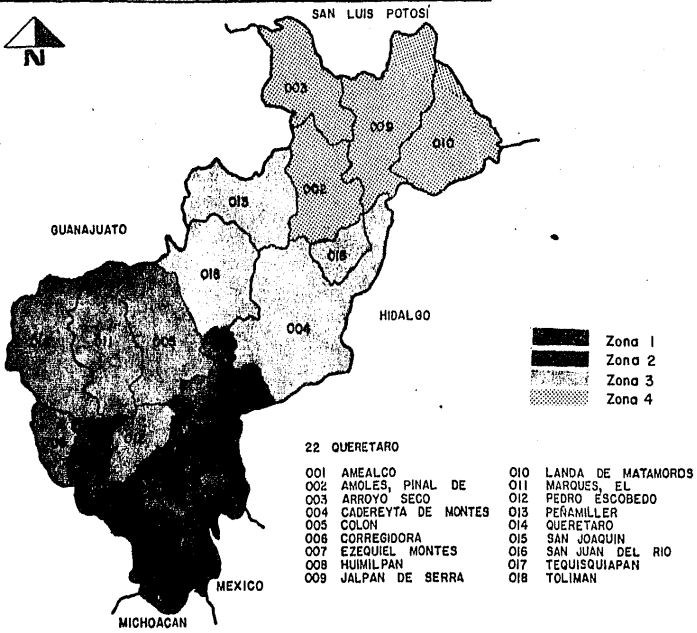 SAN LUIS POTOSÍ
N
003
009
010
002
013
GUANAJUATO
018
004
HIDALGO
011
005
Zona 1
Zona 2
Zona 3
Zona 4
22 QUERETARO
001 AMEALCO
002 AMOLES, PINAL DE
003 ARROYO SECO
004 CADEREYTA DE MONTES
005 COLON
006 CORREGIDORA
007 EZEQUIEL MONTES
008 HUIMILPAN
009 JALPAN DE SERRA
010 LANDA DE MATAMOROS
011 MARQUES, EL
012 PEDRO ESCOBEDO
013 PEÑAMILLER
014 QUERETARO
015 SAN JOAQUIN
016 SAN JUAN DEL RIO
017 TEQUISQUIAPAN
018 TOLIMAN
MEXICO
MICHOACAN